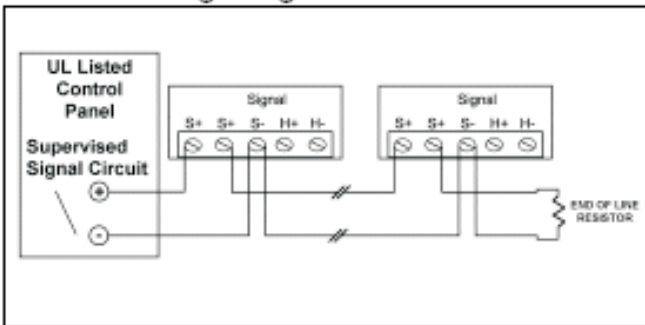 UL Listed
Control
Panel
Supervised
Signal Circuit
+
-
Signal
S+ S+ S- H+ H-
Signal
S+ S+ S- H+ H-
END OF LINE
RESISTOR